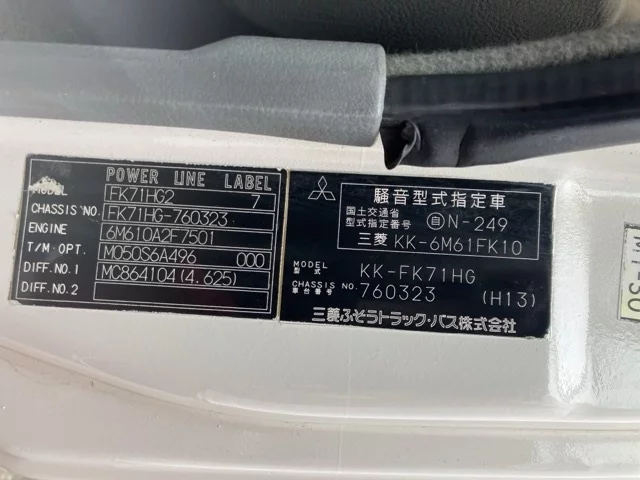 POWER LINE LABEL
MODEL FK71HG2 7
CHASSIS NO. FK71HG-760323
ENGINE 6M610A2F7501
T/M. OPT. M050S6A496 000
DIFF. NO.1 MC864104(4.625)
DIFF. NO.2
騒音型式指定車
国土交通省
型式指定番号 自N-249
三菱 KK-6M61FK10
MODEL 型式 KK-FK71HG
CHASSIS NO. 車台番号 760323 (H13)
三菱ふそうトラック・バス株式会社